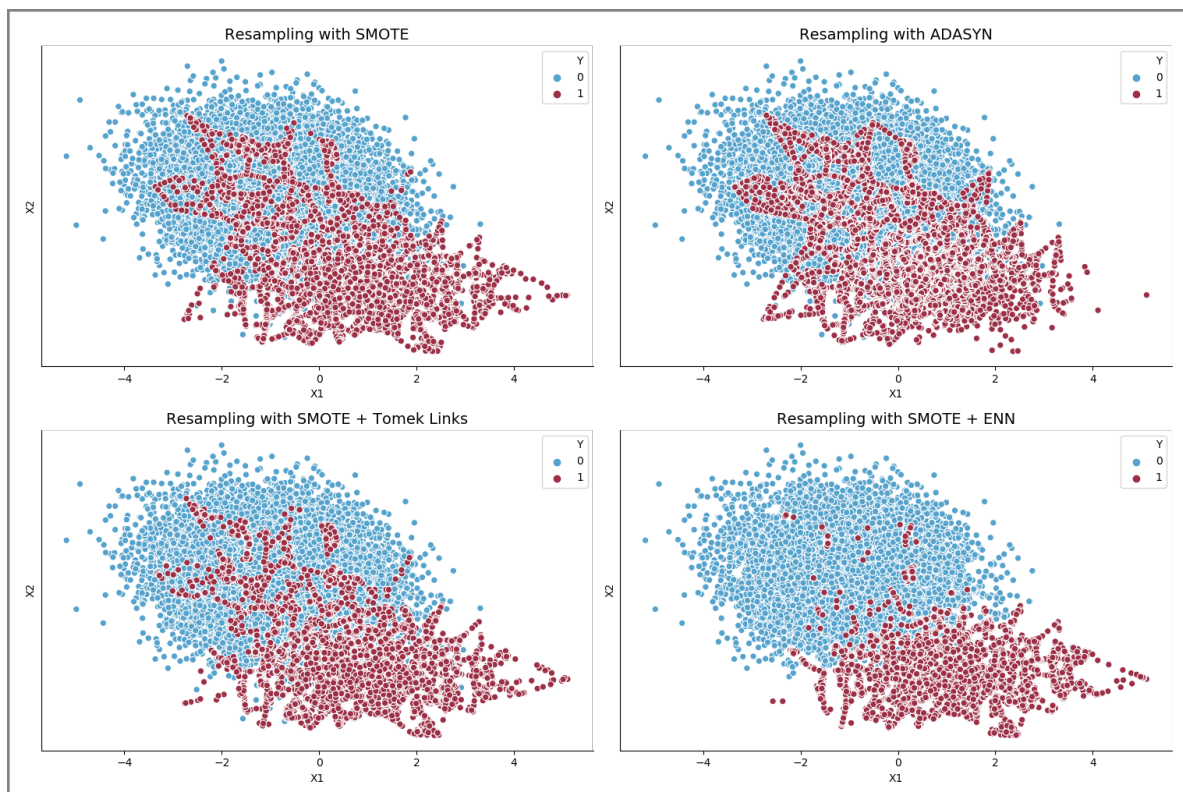 Resampling with SMOTE
Y
0
1
X2
−4 −2 0 2 4
X1
Resampling with ADASYN
Y
0
1
X2
−4 −2 0 2 4
X1
Resampling with SMOTE + Tomek Links
Y
0
1
X2
−4 −2 0 2 4
X1
Resampling with SMOTE + ENN
Y
0
1
X2
−4 −2 0 2 4
X1